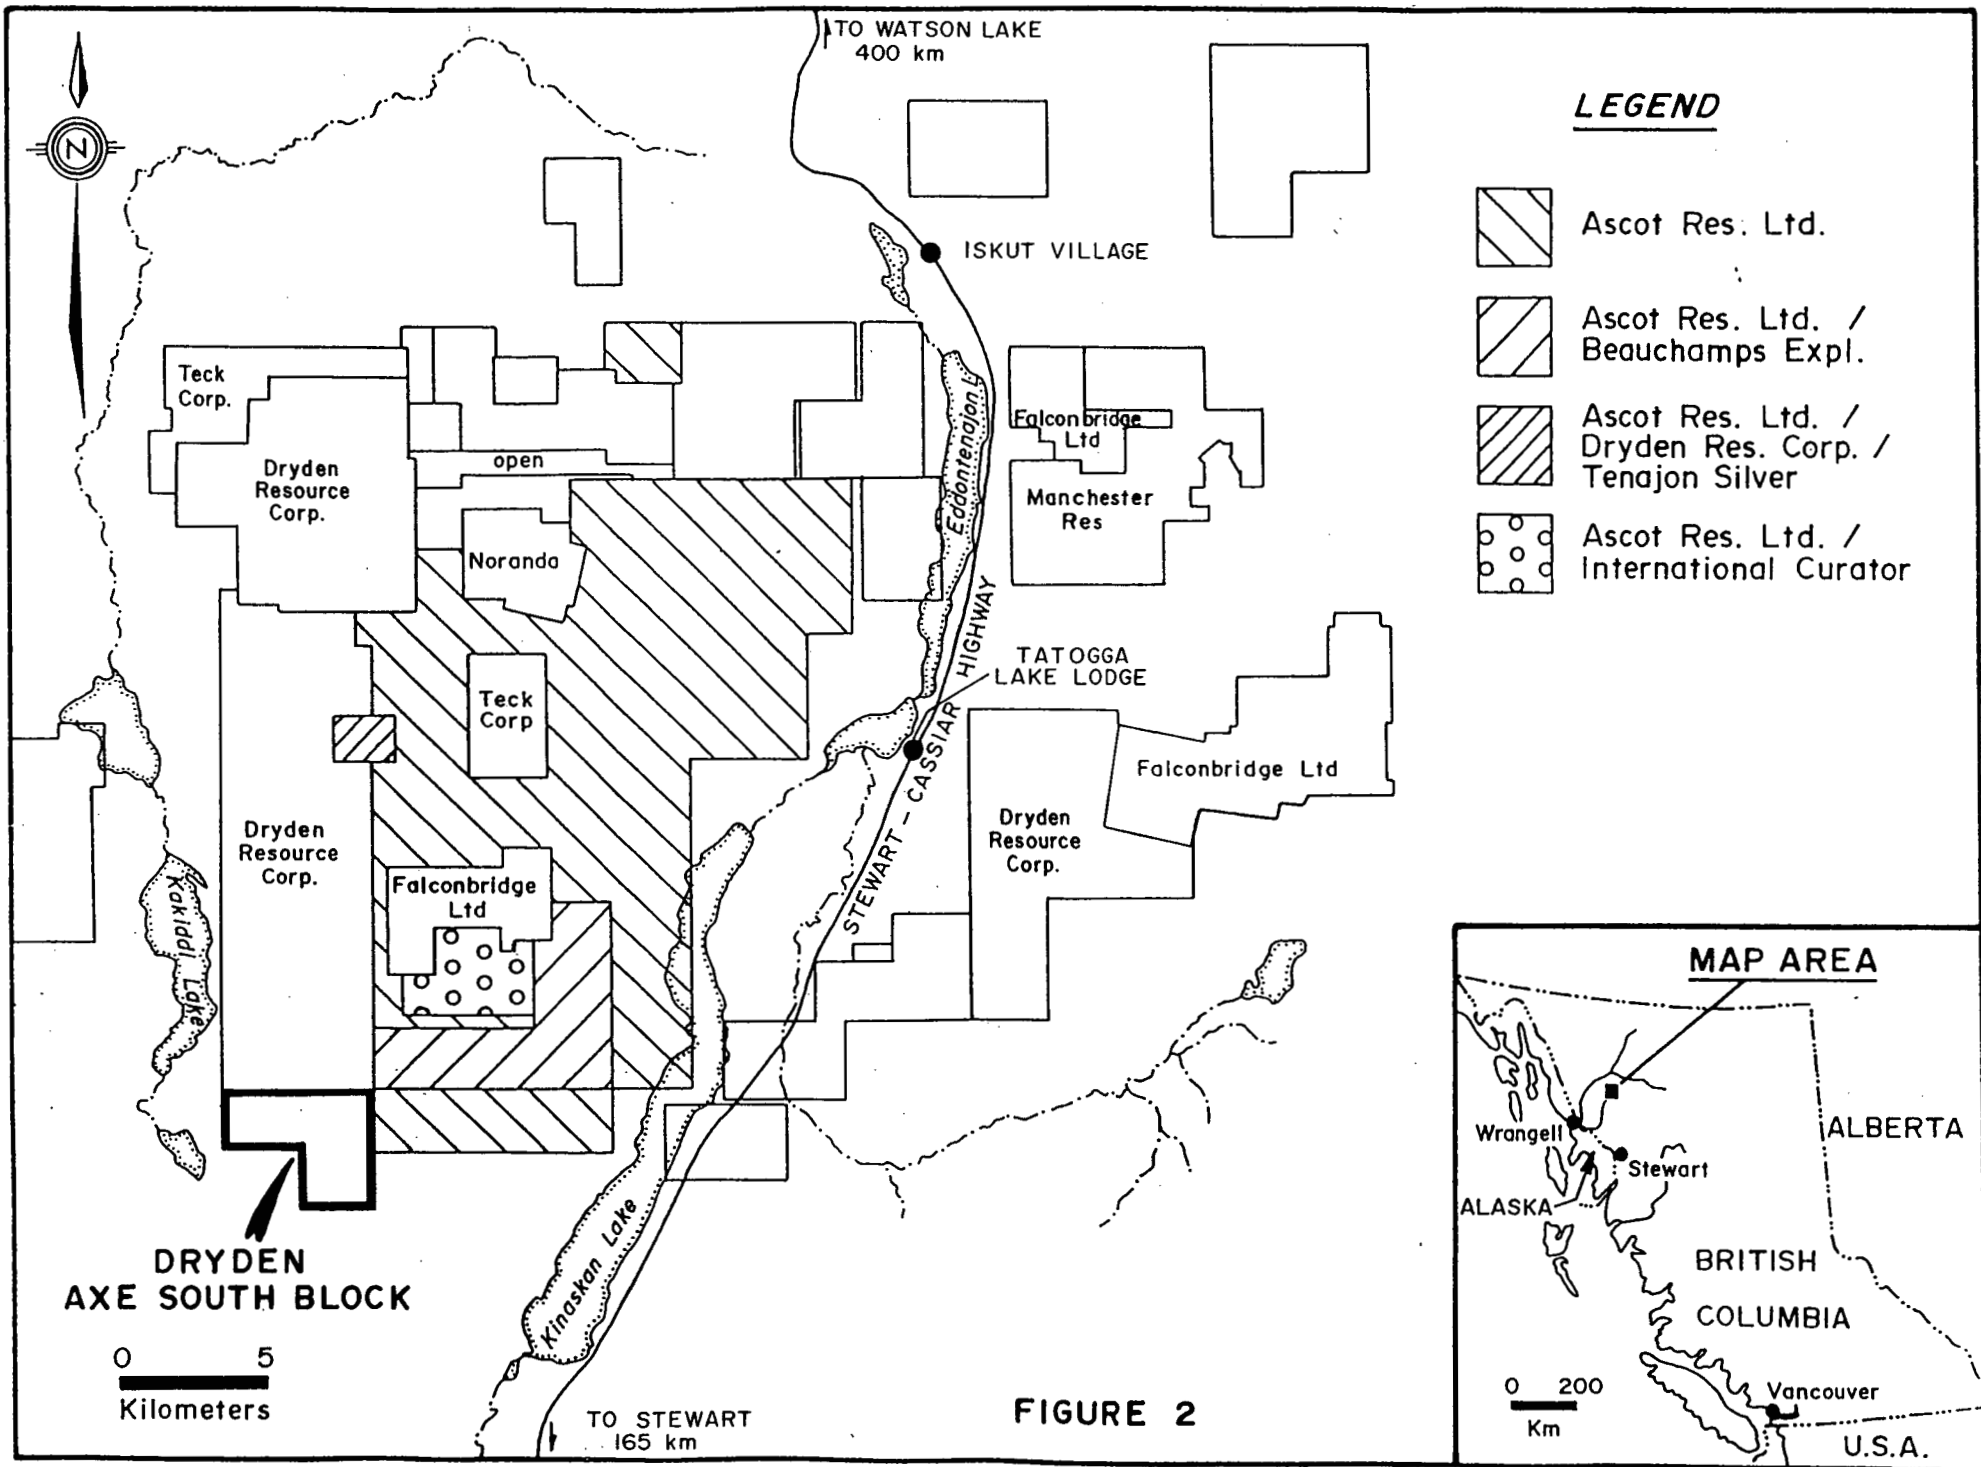 TO WATSON LAKE
400 km
N
ISKUT VILLAGE
LEGEND
Ascot Res. Ltd.
Ascot Res. Ltd. /
Beauchamps Expl.
Ascot Res. Ltd. /
Dryden Res. Corp. /
Tenajon Silver
Ascot Res. Ltd. /
International Curator
Teck
Corp.
Dryden
Resource
Corp.
open
Noranda
Eddontenajon L
Falconbridge
Ltd
Manchester
Res
Teck
Corp
TATOGGA
LAKE LODGE
STEWART - CASSIAR HIGHWAY
Falconbridge Ltd
Dryden
Resource
Corp.
Dryden
Resource
Corp.
Falconbridge
Ltd
Kakiddi Lake
Kinaskan Lake
DRYDEN
AXE SOUTH BLOCK
0 5
Kilometers
TO STEWART
165 km
FIGURE 2
MAP AREA
Wrangell
Stewart
ALASKA
ALBERTA
BRITISH
COLUMBIA
Vancouver
0 200
Km
U.S.A.